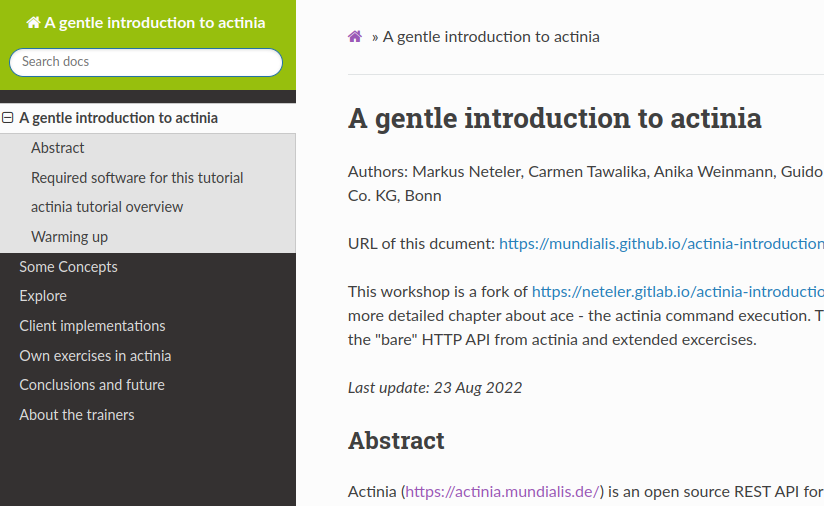 A gentle introduction to actinia
Search docs
A gentle introduction to actinia
Abstract
Required software for this tutorial
actinia tutorial overview
Warming up
Some Concepts
Explore
Client implementations
Own exercises in actinia
Conclusions and future
About the trainers
» A gentle introduction to actinia
A gentle introduction to actinia
Authors: Markus Neteler, Carmen Tawalika, Anika Weinmann, Guido
Co. KG, Bonn
URL of this dcument: https://mundialis.github.io/actinia-introduction
This workshop is a fork of https://neteler.gitlab.io/actinia-introductio
more detailed chapter about ace - the actinia command execution. T
the "bare" HTTP API from actinia and extended excercises.
Last update: 23 Aug 2022
Abstract
Actinia (https://actinia.mundialis.de/) is an open source REST API for